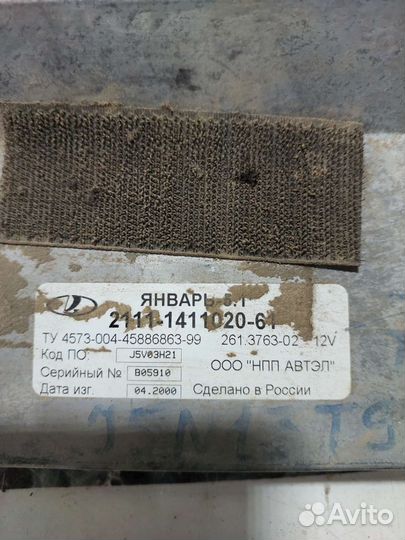 ЯНВАРЬ 5.1
2111-1411020-61
ТУ 4573-004-45886863-99 261.3763-02 12V
Код ПО: J5V03H21
Серийный № B05910 ООО "НПП АВТЭЛ"
Дата изг. 04.2000 Сделано в России
Avito